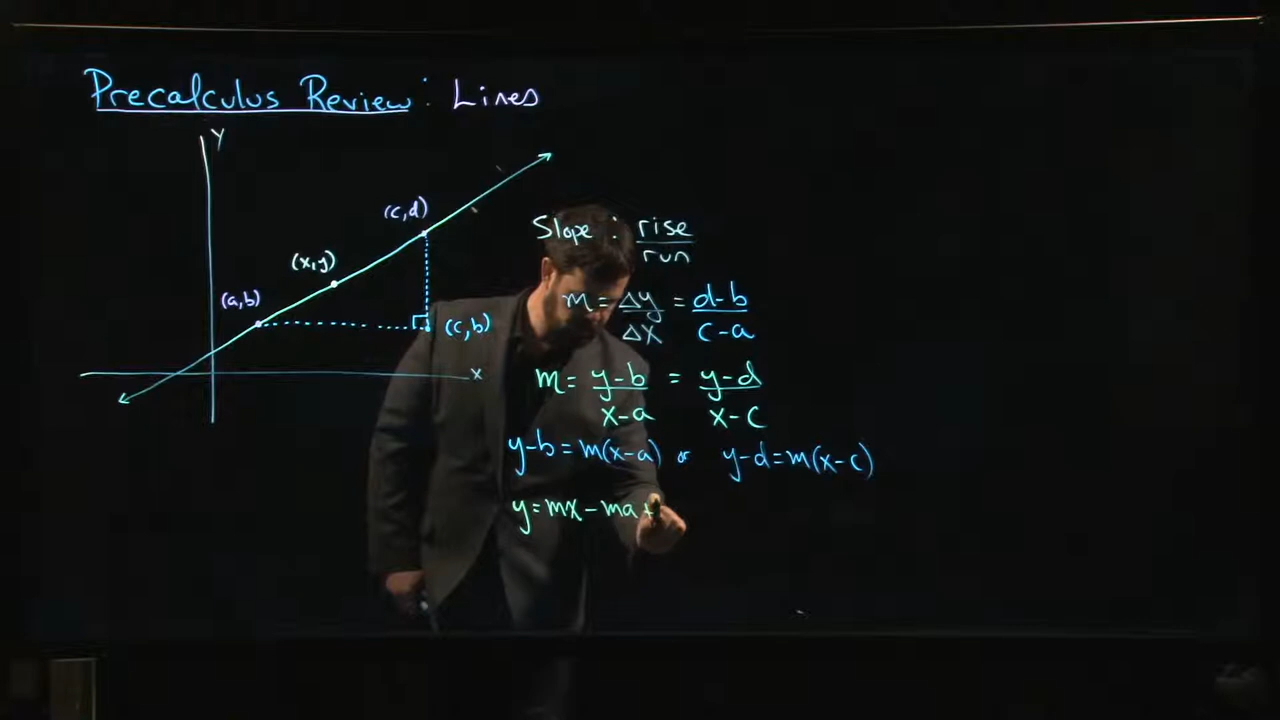 Precalculus Review: Lines
Y
(c,d)
(x,y)
(a,b)
(c,b)
x
Slope: rise/run
m = Δy/Δx = d-b/c-a
m = y-b/x-a = y-d/x-c
y-b=m(x-a) or y-d=m(x-c)
y=mx-ma+